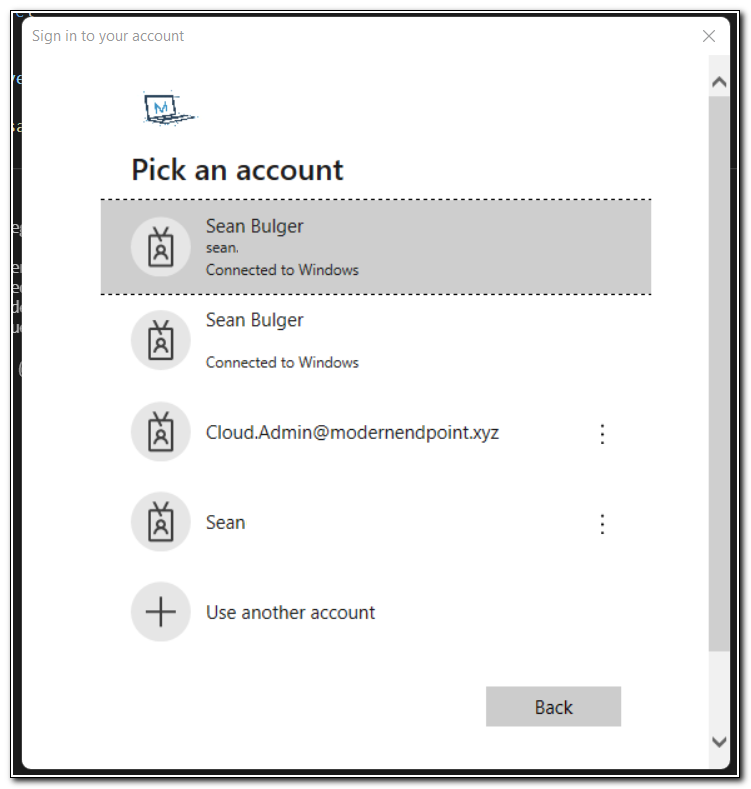 Sign in to your account
Pick an account
Sean Bulger
sean.
Connected to Windows
Sean Bulger
Connected to Windows
Cloud.Admin@modernendpoint.xyz
Sean
Use another account
Back